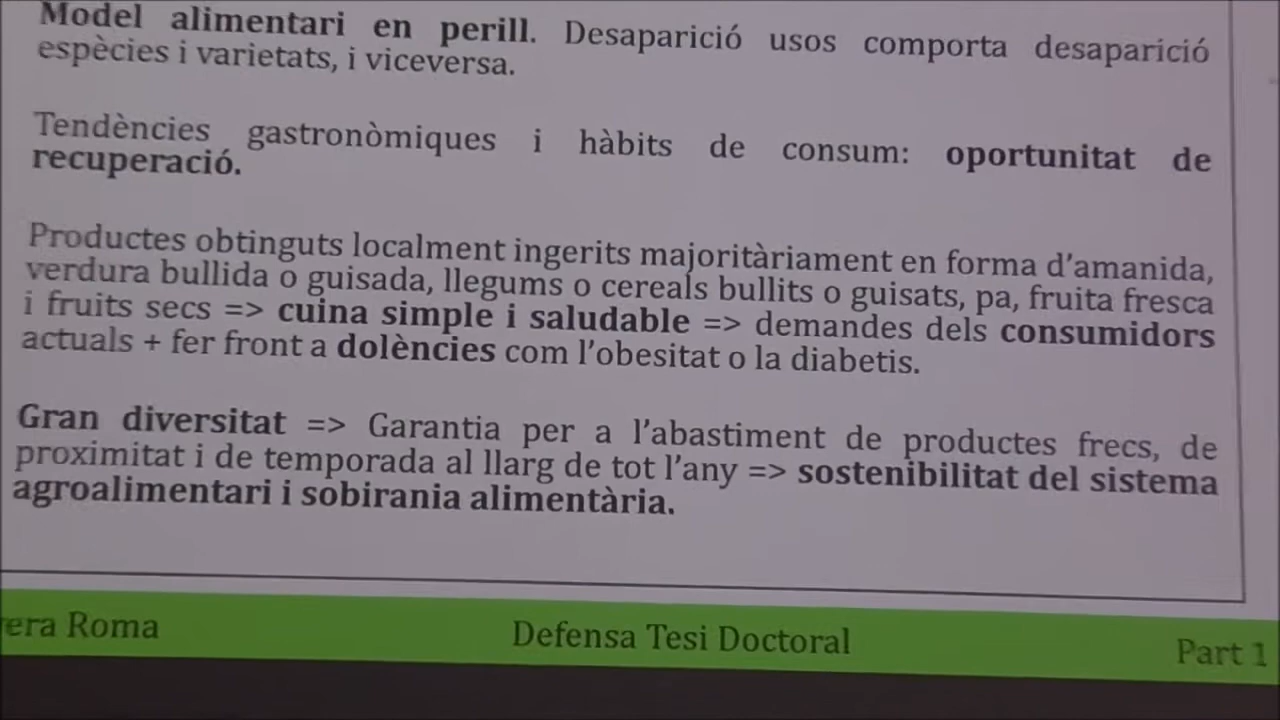 Model alimentari en perill. Desaparició usos comporta desaparició
espècies i varietats, i viceversa.
Tendències gastronòmiques i hàbits de consum: oportunitat de
recuperació.
Productes obtinguts localment ingerits majoritàriament en forma d'amanida,
verdura bullida o guisada, llegums o cereals bullits o guisats, pa, fruita fresca
i fruits secs => cuina simple i saludable => demandes dels consumidors
actuals + fer front a dolències com l'obesitat o la diabetis.
Gran diversitat => Garantia per a l'abastiment de productes frecs, de
proximitat i de temporada al llarg de tot l'any => sostenibilitat del sistema
agroalimentari i sobirania alimentària.
Roma
Defensa Tesi Doctoral
Part 1